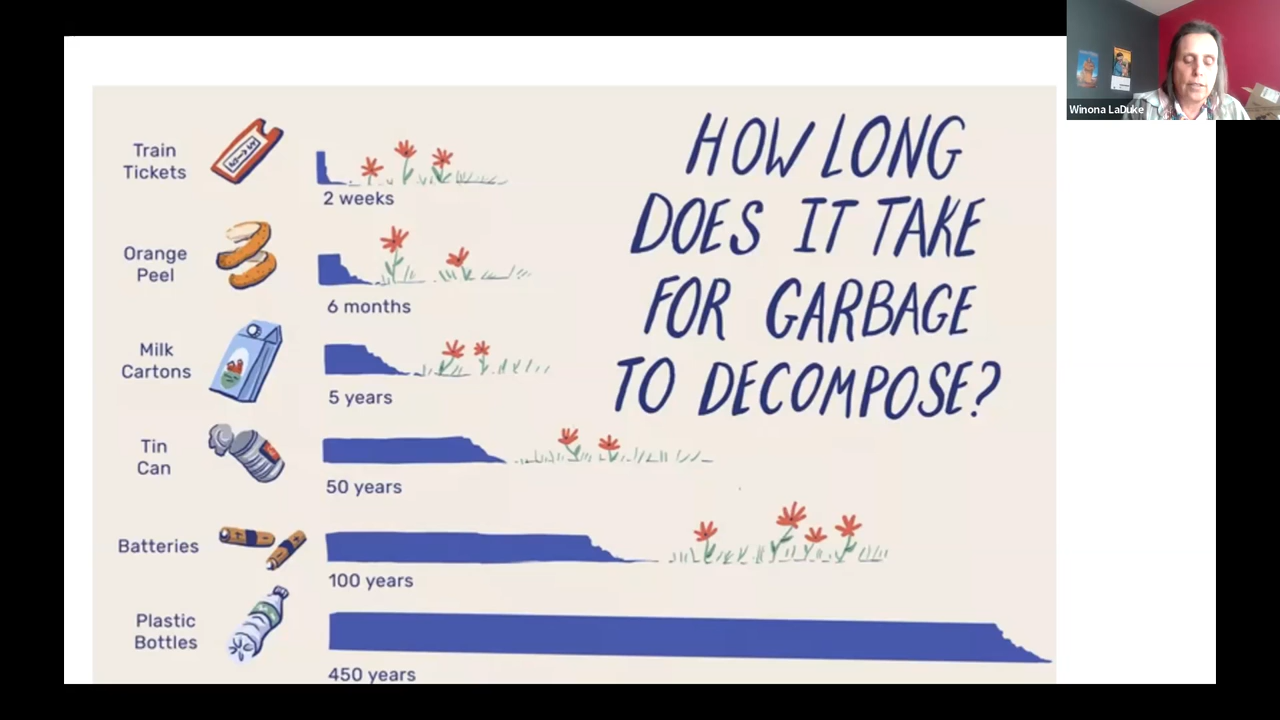 Winona LaDuke
HOW LONG
DOES IT TAKE
FOR GARBAGE
TO DECOMPOSE?
Train
Tickets
2 weeks
Orange
Peel
6 months
Milk
Cartons
5 years
Tin
Can
50 years
Batteries
100 years
Plastic
Bottles
450 years